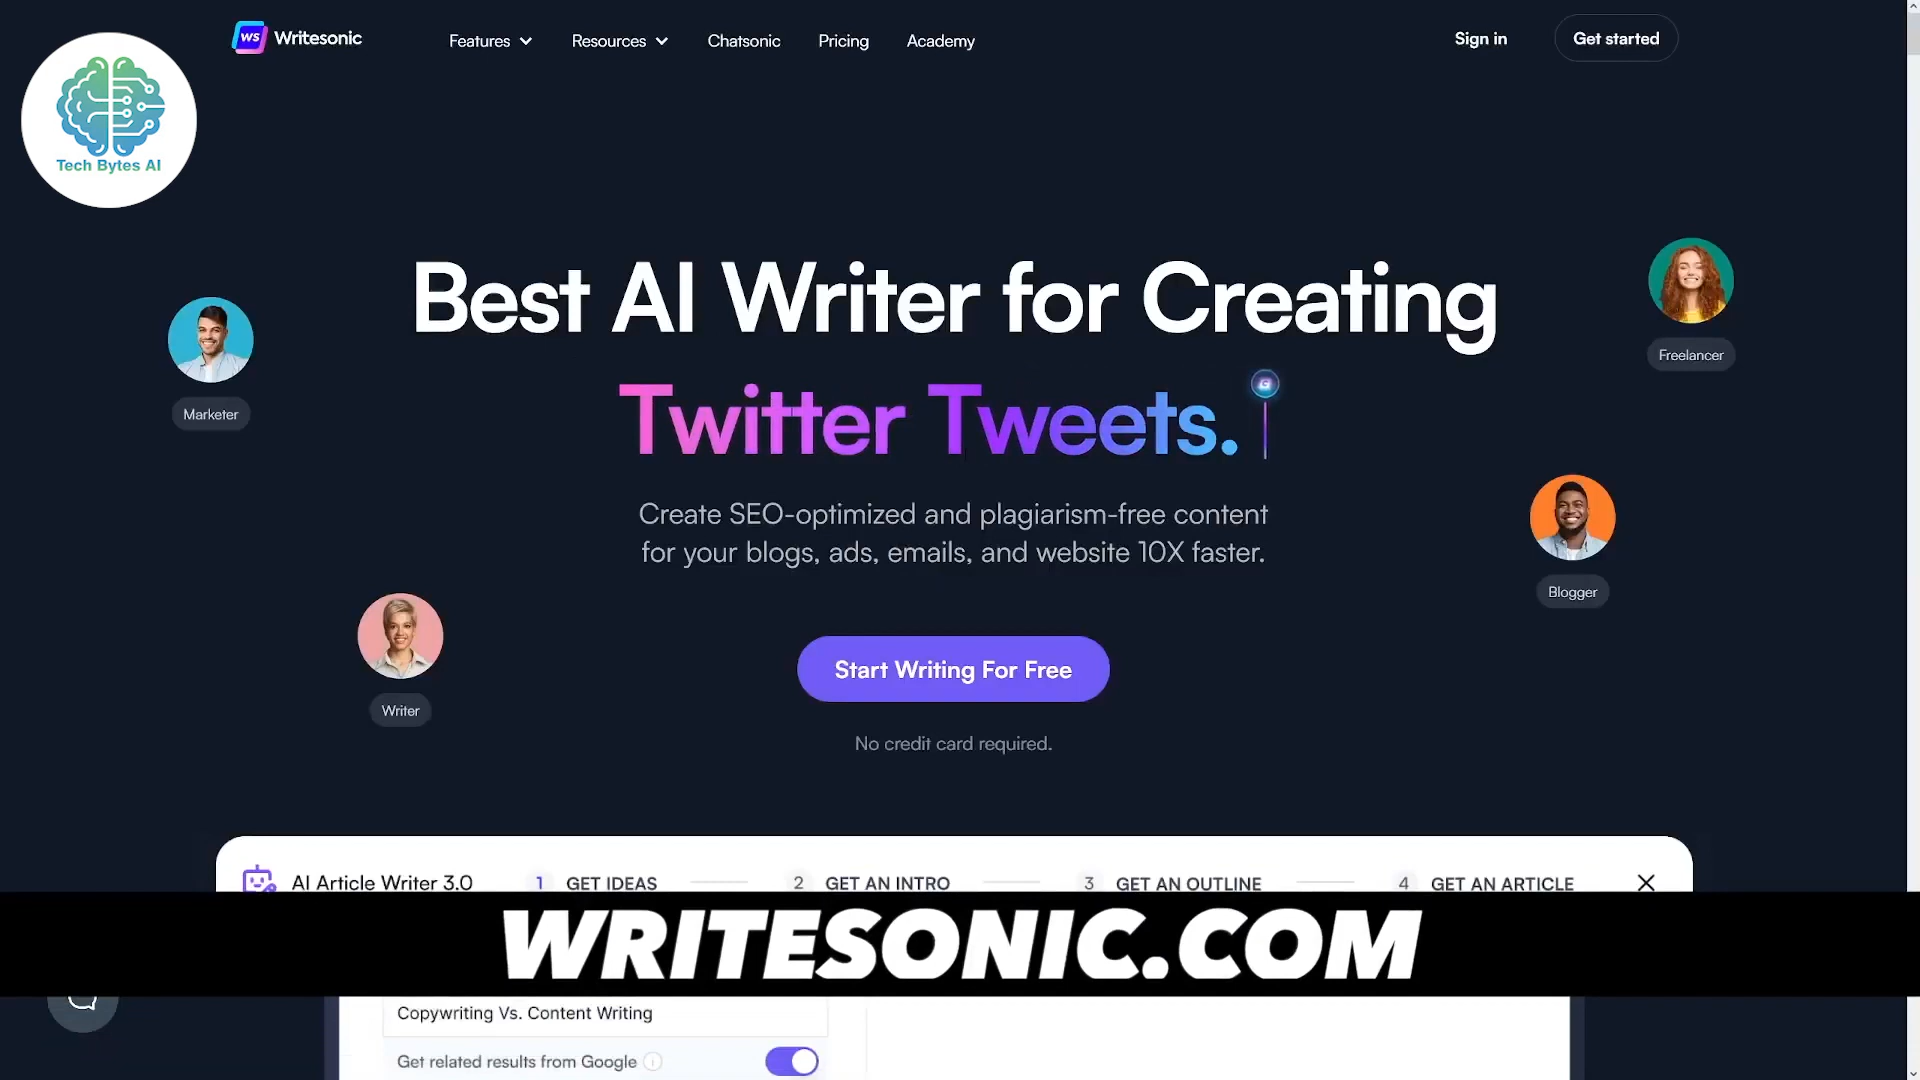 WS Writesonic
Features
Resources
Chatsonic
Pricing
Academy
Sign in
Get started
Tech Bytes AI
Best AI Writer for Creating
Twitter Tweets.
Create SEO-optimized and plagiarism-free content
for your blogs, ads, emails, and website 10X faster.
Marketer
Freelancer
Blogger
Writer
Start Writing For Free
No credit card required.
AI Article Writer 3.0
1 GET IDEAS
2 GET AN INTRO
3 GET AN OUTLINE
4 GET AN ARTICLE
WRITESONIC.COM
Copywriting Vs. Content Writing
Get related results from Google